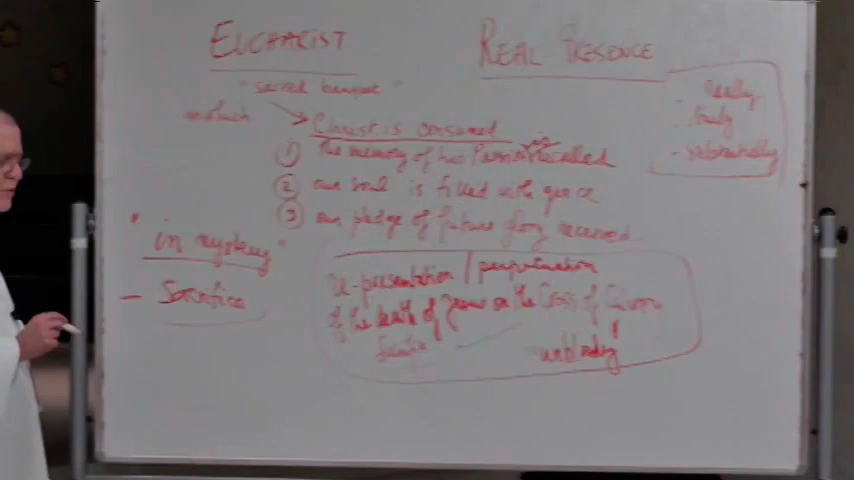 EUCHARIST
REAL PRESENCE
"sacred banquet"
- really
- truly
- substantially
in which
Christ is consumed
① the memory of his Passion is recalled
② our soul is filled with grace
③ our pledge of future glory received
"in mystery"
- Sacrifice
re-presentation / perpetuation
of the death of Jesus on the Cross of Calvary
unbloody